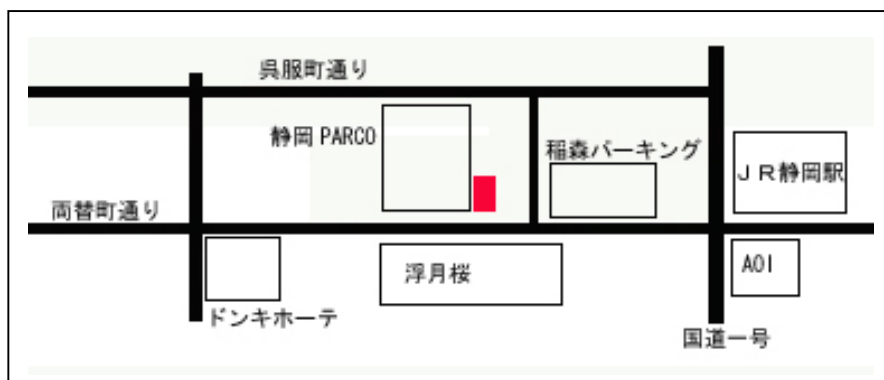 呉服町通り
静岡 PARCO
稲森パーキング
JR静岡駅
両替町通り
浮月桜
AOI
ドンキホーテ
国道一号